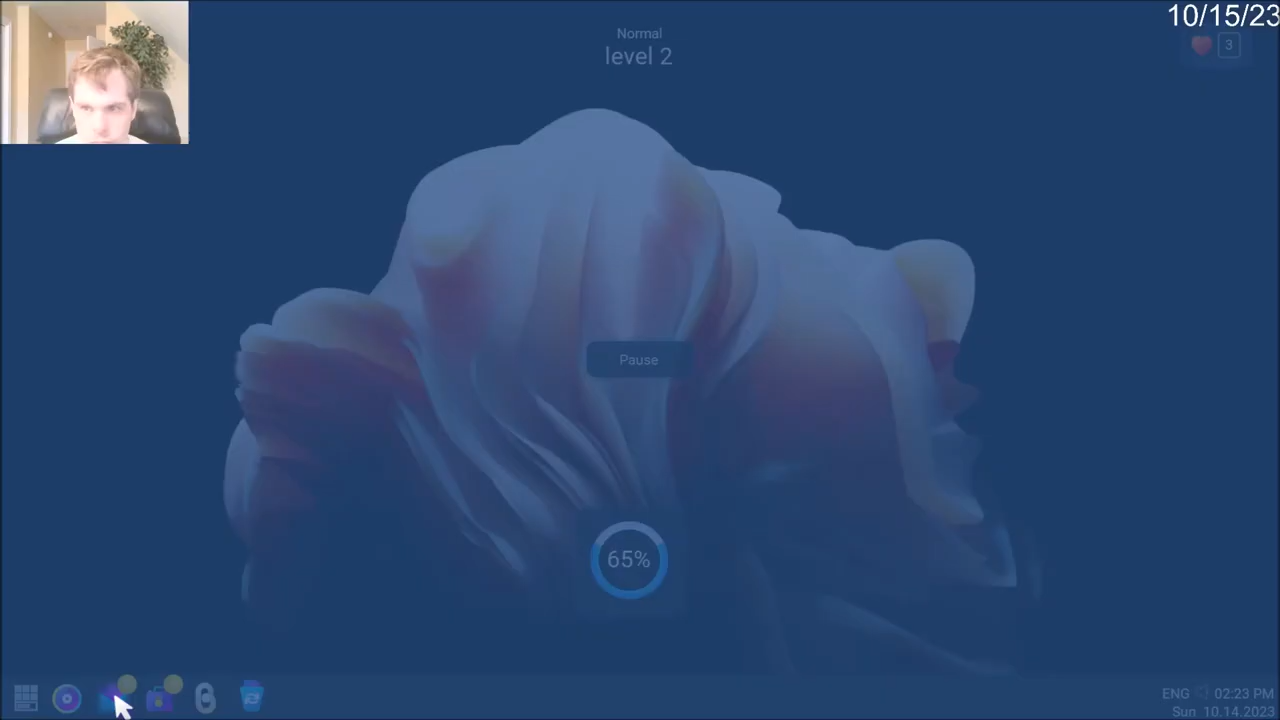 10/15/23
Normal
level 2
3
Pause
65%
ENG 02:23 PM
Sun 10.14.2023